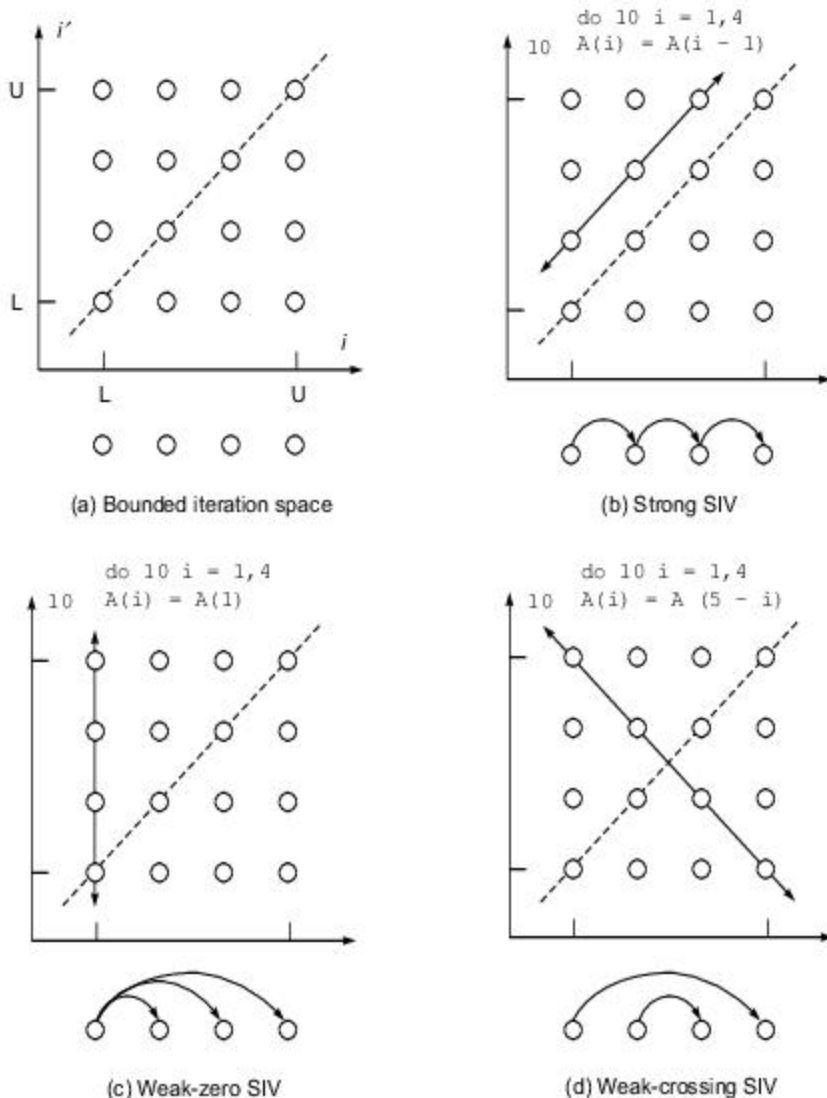 i′
U
L
i
L
U
(a) Bounded iteration space
do 10 i = 1,4
10 A(i) = A(i - 1)
(b) Strong SIV
do 10 i = 1,4
10 A(i) = A(1)
(c) Weak-zero SIV
do 10 i = 1,4
10 A(i) = A (5 - i)
(d) Weak-crossing SIV